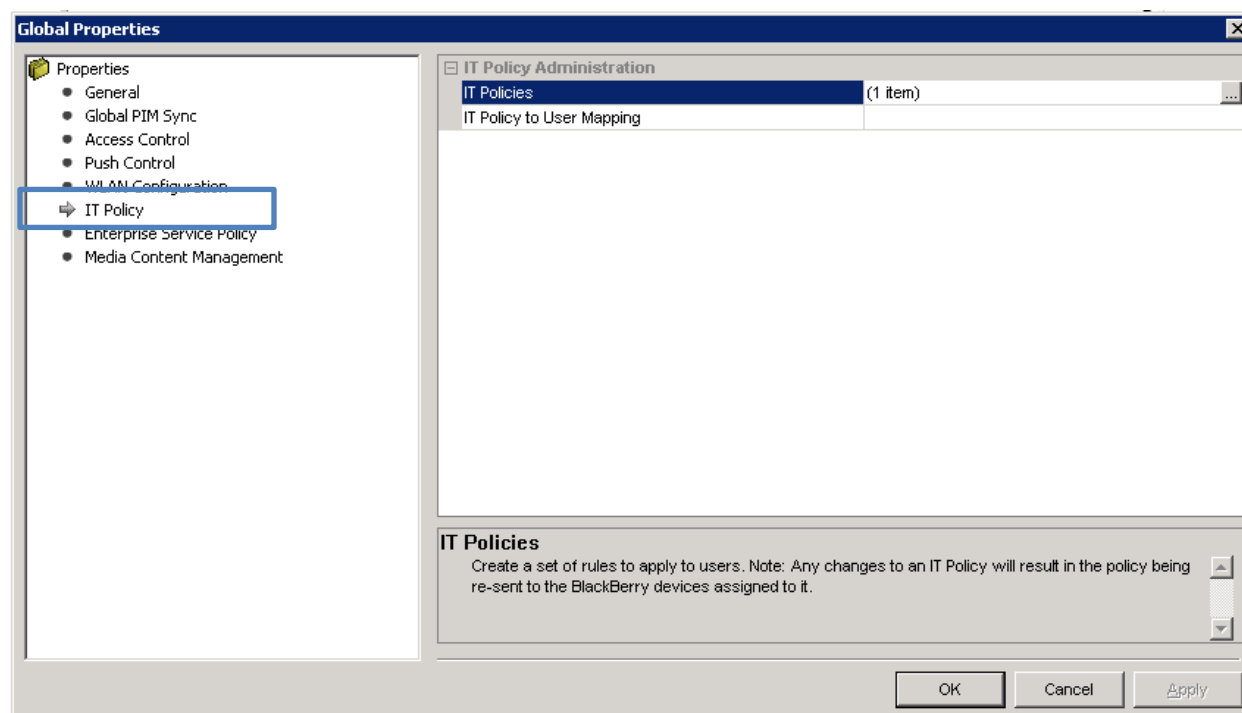 Global Properties
Properties
General
Global PIM Sync
Access Control
Push Control
WLAN Configuration
IT Policy
Enterprise Service Policy
Media Content Management
IT Policy Administration
IT Policies (1 item) ...
IT Policy to User Mapping
IT Policies
Create a set of rules to apply to users. Note: Any changes to an IT Policy will result in the policy being
re-sent to the BlackBerry devices assigned to it.
OK Cancel Apply